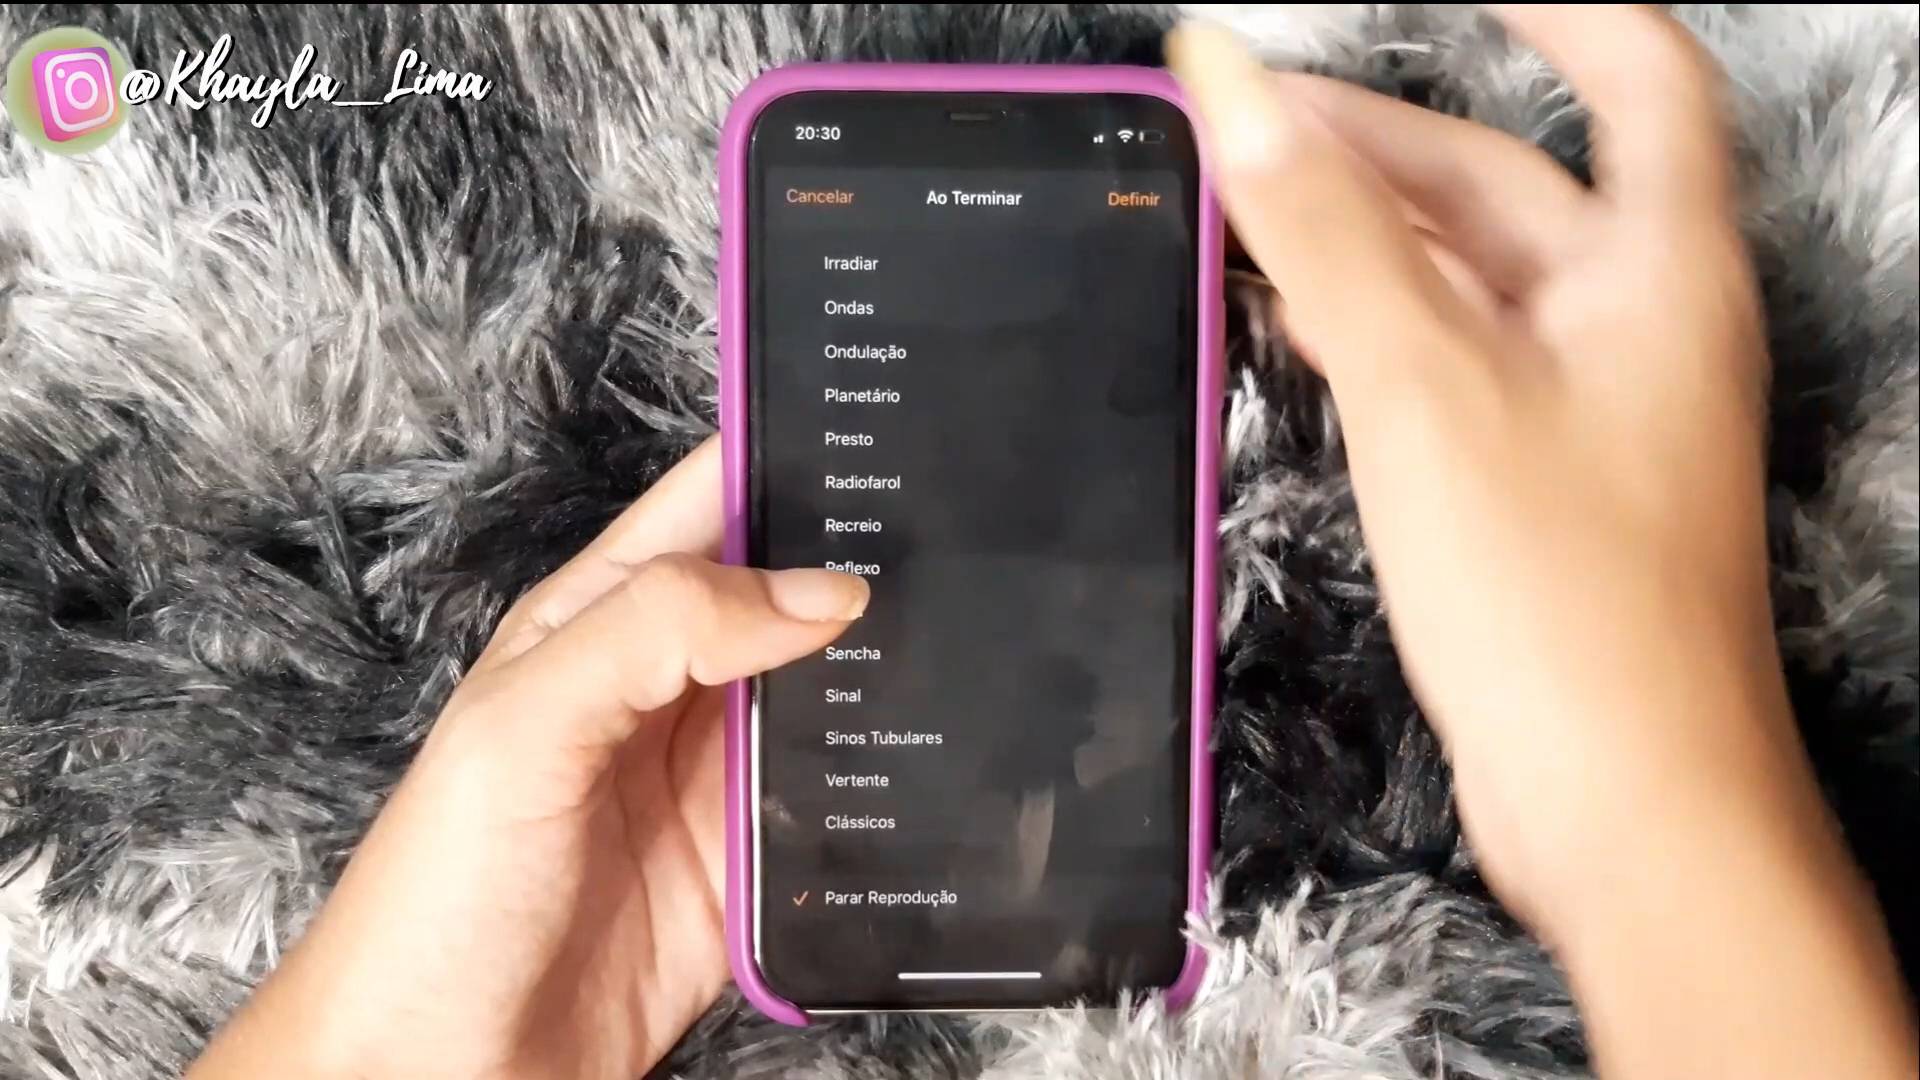 @Khayla_Lima
20:30
Cancelar Ao Terminar Definir
Irradiar
Ondas
Ondulação
Planetário
Presto
Radiofarol
Recreio
Reflexo
Sencha
Sinal
Sinos Tubulares
Vertente
Clássicos
Parar Reprodução